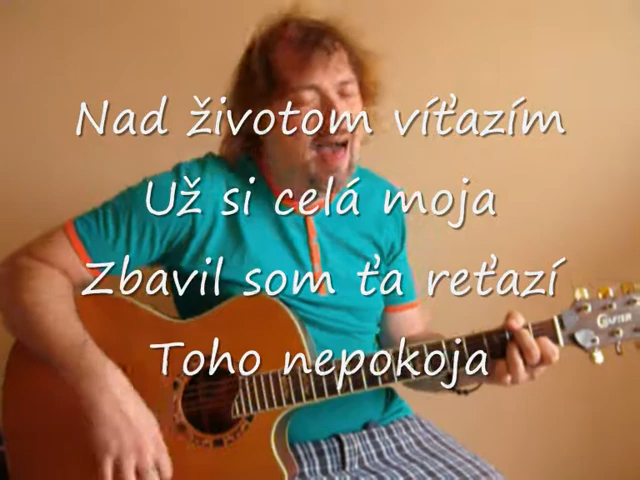 Nad životom víťazím
Už si celá moja
Zbavil som ťa reťazí
Toho nepokoja